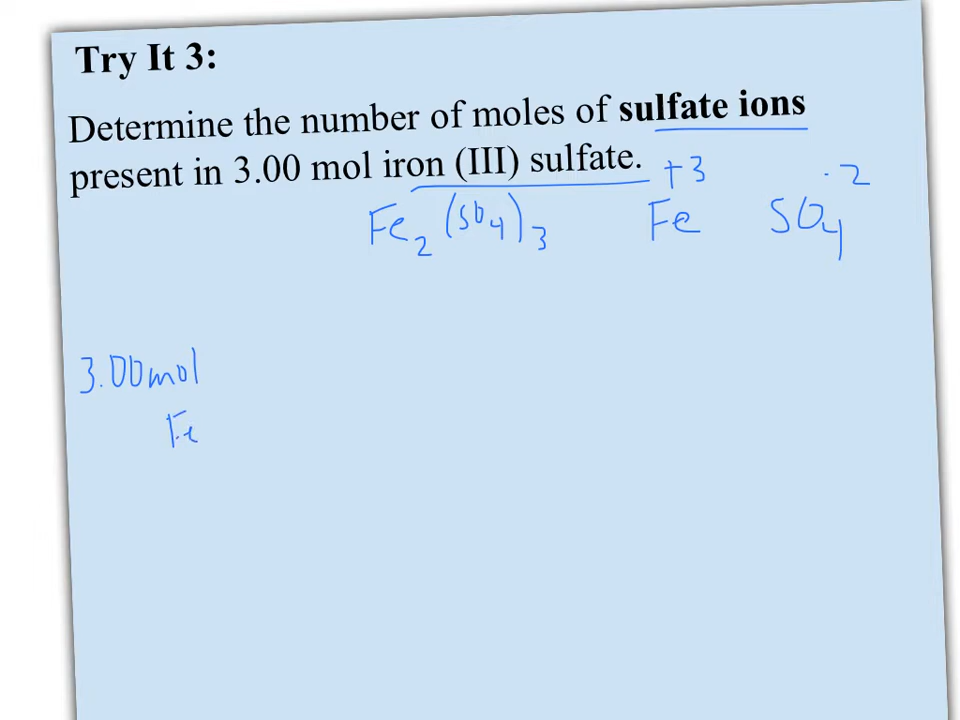 Try It 3:
Determine the number of moles of sulfate ions
present in 3.00 mol iron (III) sulfate.
+3 -2
Fe2(SO4)3 Fe SO4
3.00mol
Fe